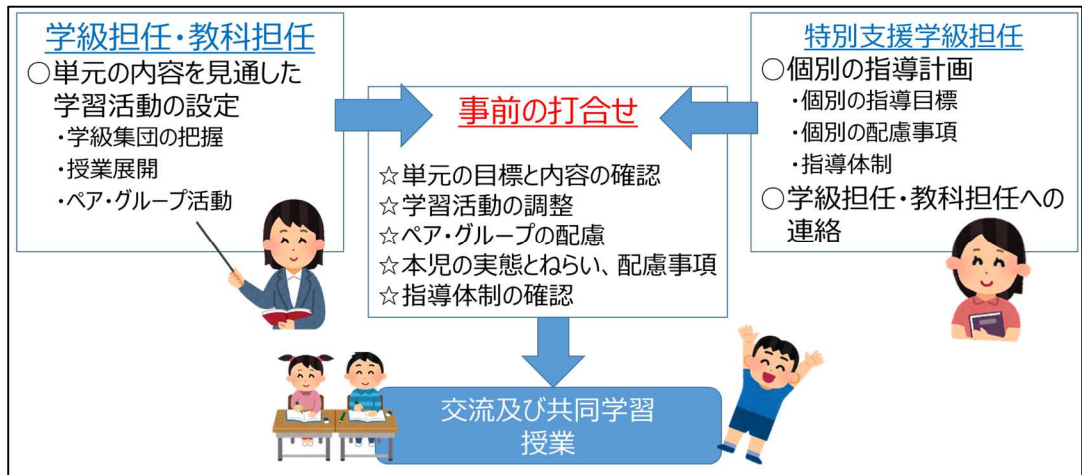 学級担任・教科担任
○単元の内容を見通した
学習活動の設定
・学級集団の把握
・授業展開
・ペア・グループ活動
事前の打合せ
☆単元の目標と内容の確認
☆学習活動の調整
☆ペア・グループの配慮
☆本児の実態とねらい、配慮事項
☆指導体制の確認
特別支援学級担任
○個別の指導計画
・個別の指導目標
・個別の配慮事項
・指導体制
○学級担任・教科担任への
連絡
交流及び共同学習
授業